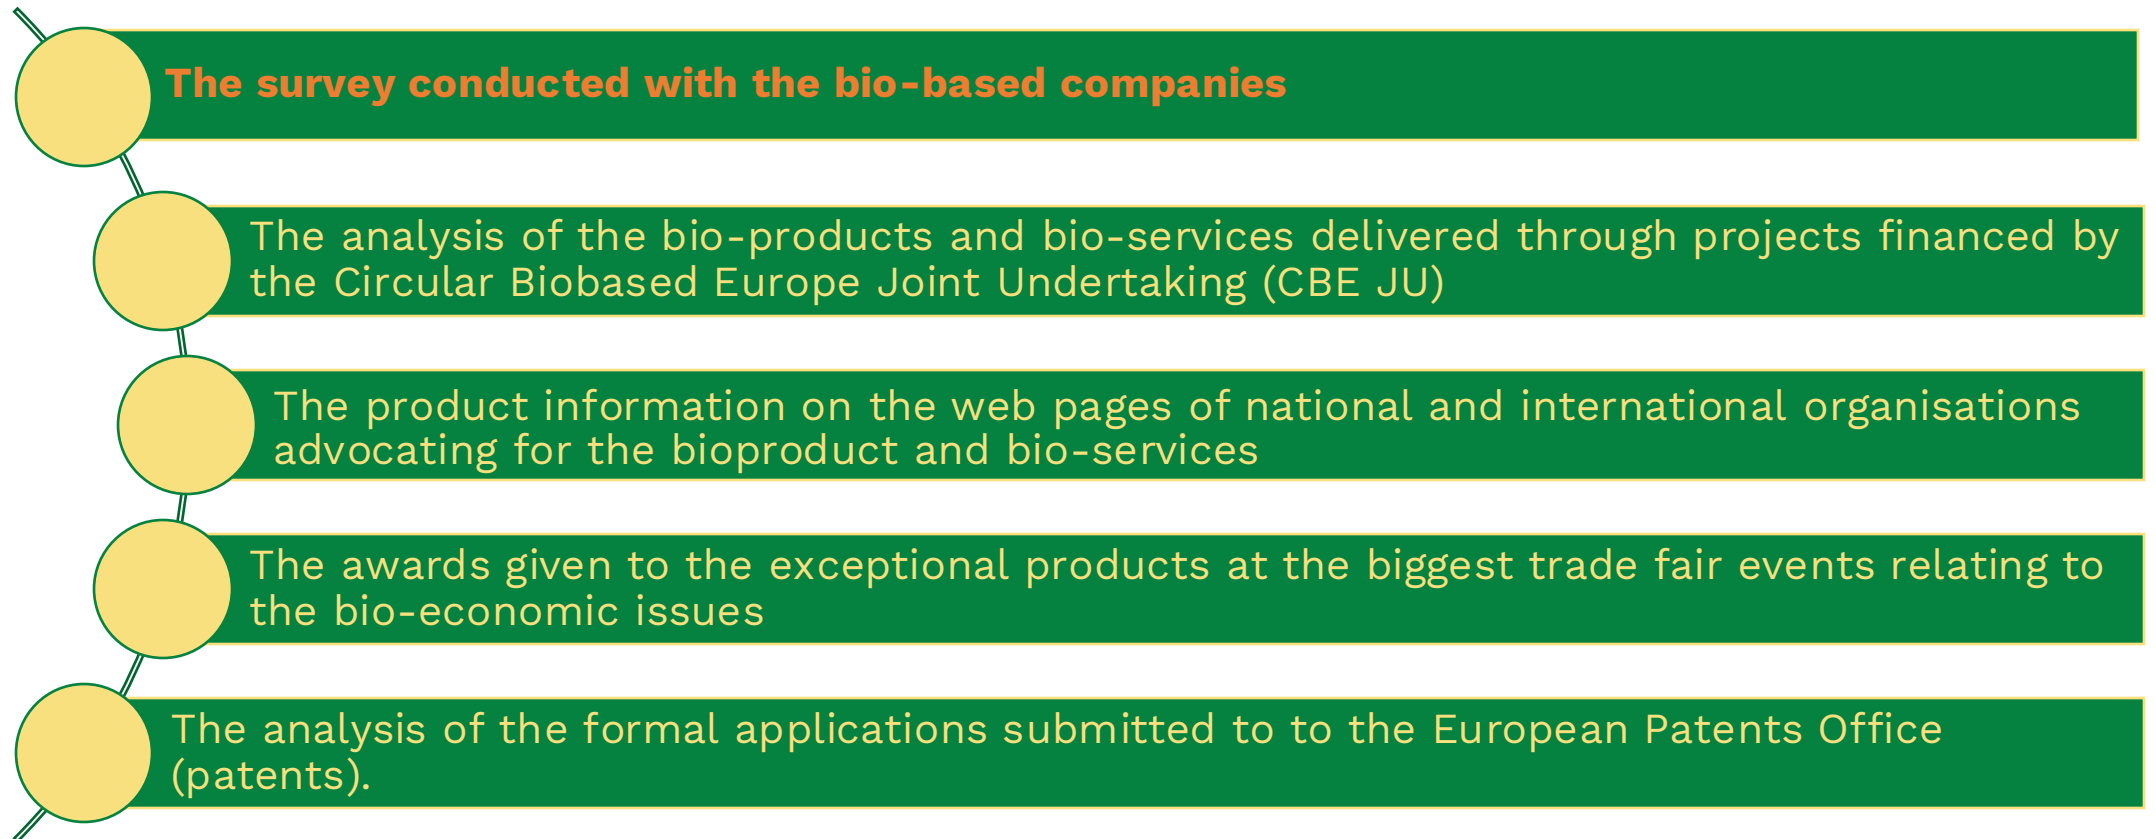 The survey conducted with the bio-based companies
The analysis of the bio-products and bio-services delivered through projects financed by
the Circular Biobased Europe Joint Undertaking (CBE JU)
The product information on the web pages of national and international organisations
advocating for the bioproduct and bio-services
The awards given to the exceptional products at the biggest trade fair events relating to
the bio-economic issues
The analysis of the formal applications submitted to to the European Patents Office
(patents).